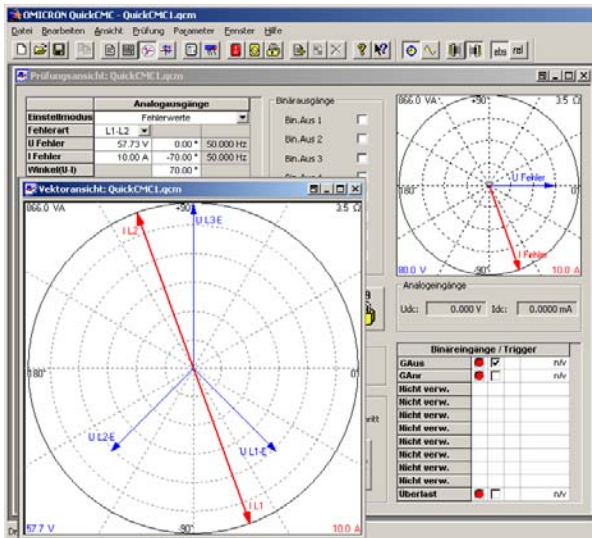 OMICRON QuickCMC - QuickCMC1.qcm
Datei Bearbeiten Ansicht Prüfung Parameter Fenster Hilfe
abs rel
Prüfungsansicht: QuickCMC1.qcm
Analogausgänge
Einstellmodus Fehlerwerte
Fehlerart L1-L2
U Fehler 57.73 V 0.00 ° 50.000 Hz
I Fehler 10.00 A -70.00 ° 50.000 Hz
Winkel(U-I) 70.00 °
Binärausgänge
Bin.Aus 1
Bin.Aus 2
Bin.Aus 3
866.0 VA +90° 3.5 Ω
U Fehler
180° 0°
I Fehler
80.0 V -90° 10.0 A
Analogeingänge
Udc: 0.000 V Idc: 0.0000 mA
Binäreingänge / Trigger
GAus n/v
GAnr n/v
Nicht verw.
Nicht verw.
Nicht verw.
Nicht verw.
Nicht verw.
Nicht verw.
Nicht verw.
Überlast n/v
Vektoransicht: QuickCMC1.qcm
866.0 VA +90° 3.5 Ω
I L2
U L3-E
180° 0°
U L2-E
U L1-E
I L1
57.7 V -90° 10.0 A